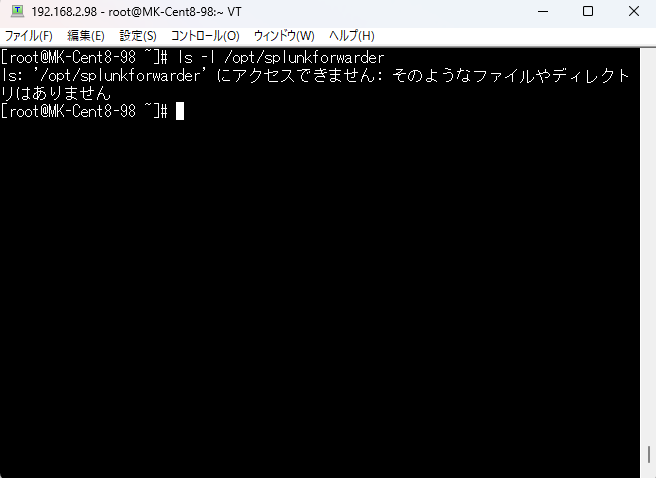 192.168.2.98 - root@MK-Cent8-98:~ VT
ファイル(F) 編集(E) 設定(S) コントロール(O) ウィンドウ(W) ヘルプ(H)
[root@MK-Cent8-98 ~]# ls -l /opt/splunkforwarder
ls: '/opt/splunkforwarder' にアクセスできません: そのようなファイルやディレクト
リはありません
[root@MK-Cent8-98 ~]#